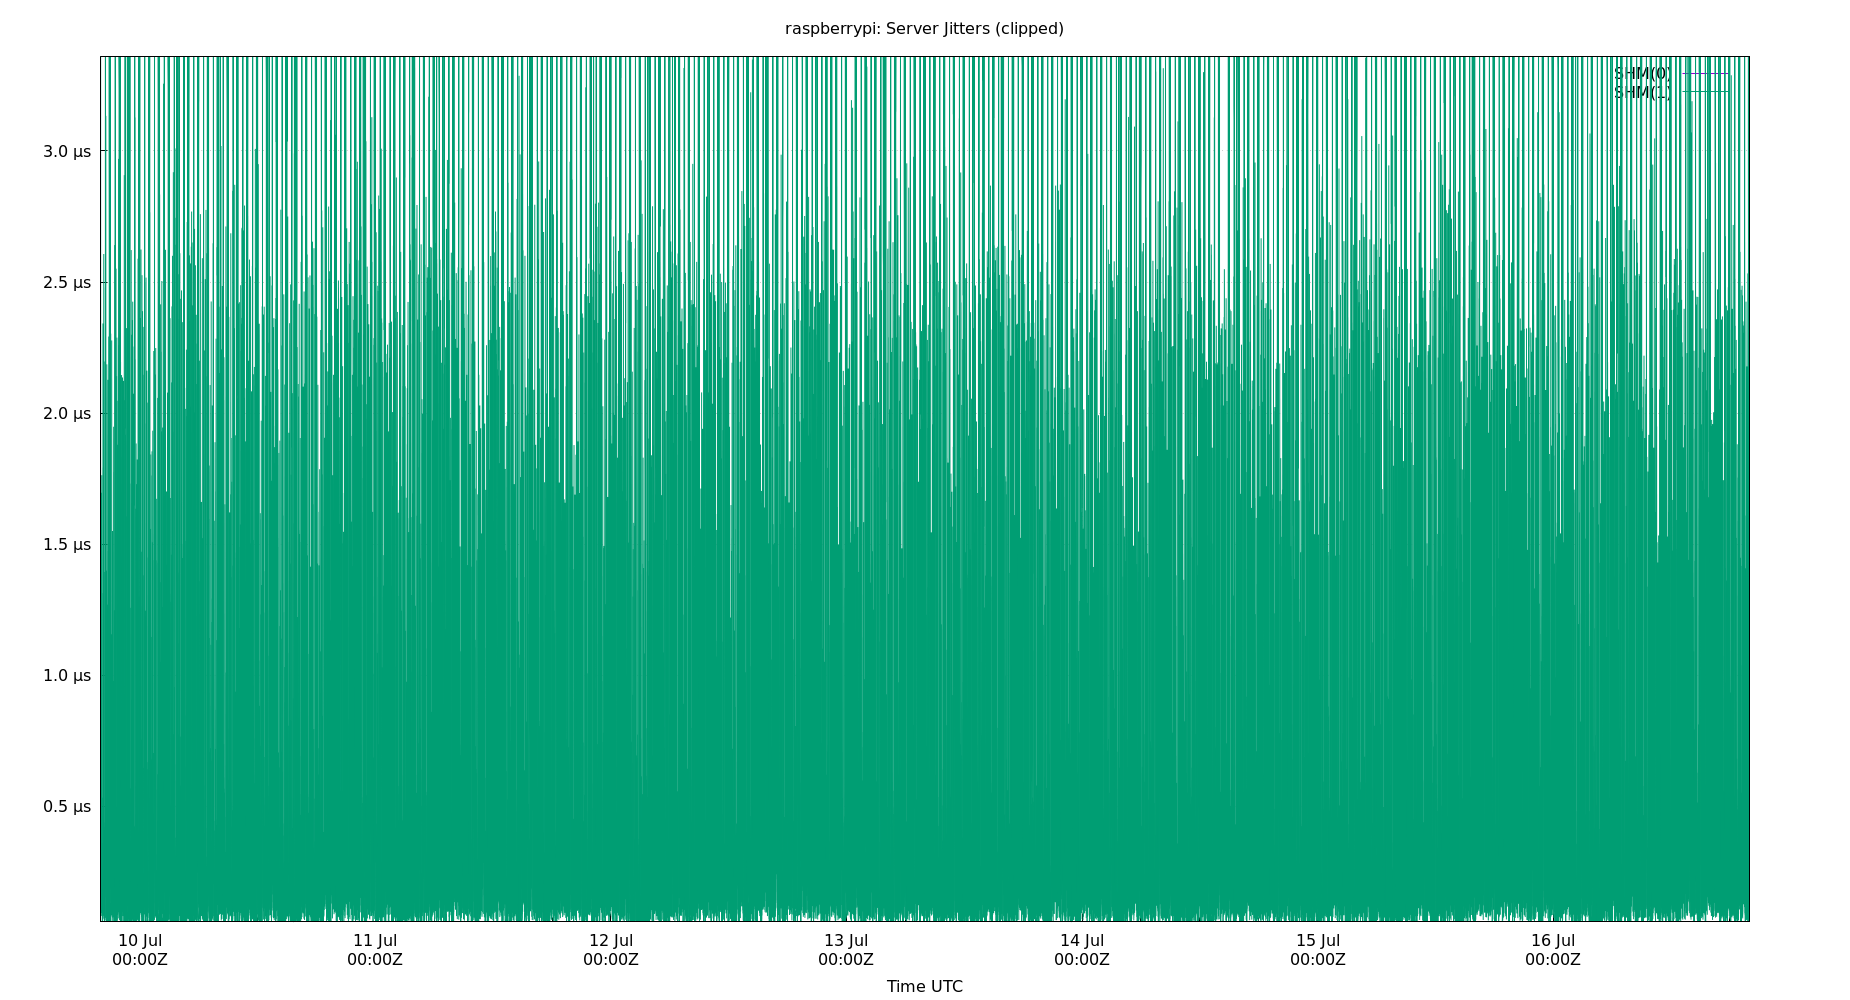 raspberrypi: Server Jitters (clipped)
SHM(0)
SHM(1)
3.0 µs
2.5 µs
2.0 µs
1.5 µs
1.0 µs
0.5 µs
10 Jul 11 Jul 12 Jul 13 Jul 14 Jul 15 Jul 16 Jul
00:00Z 00:00Z 00:00Z 00:00Z 00:00Z 00:00Z 00:00Z
Time UTC